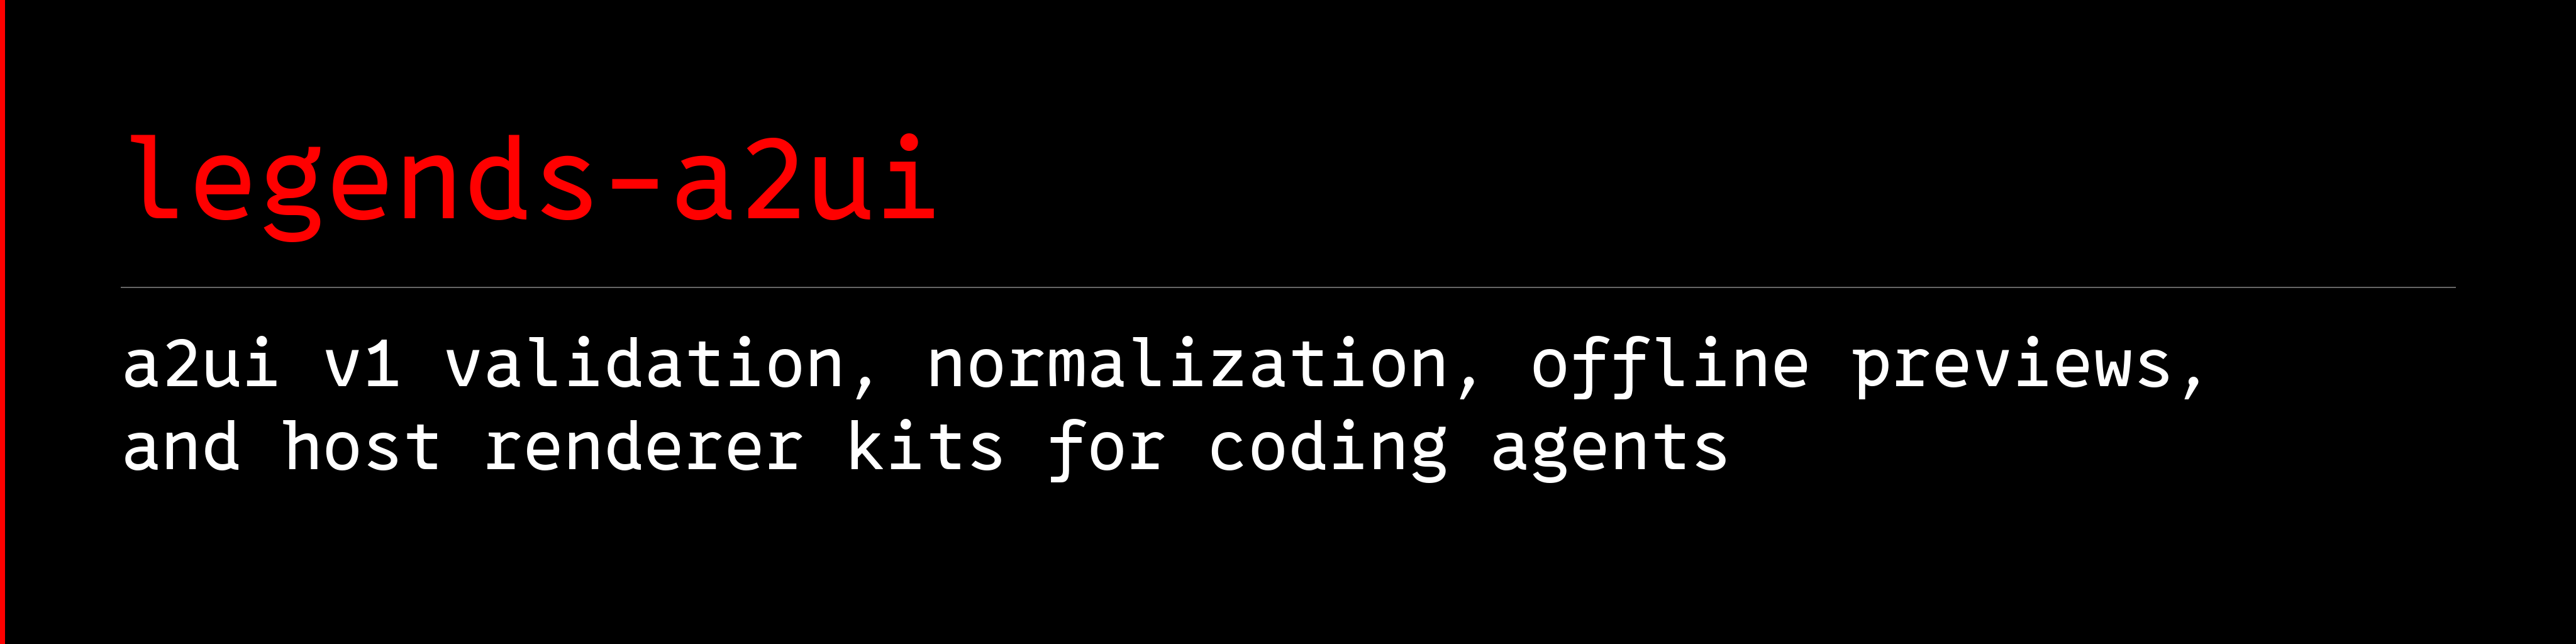 legends-a2ui
a2ui v1 validation, normalization, offline previews,
and host renderer kits for coding agents